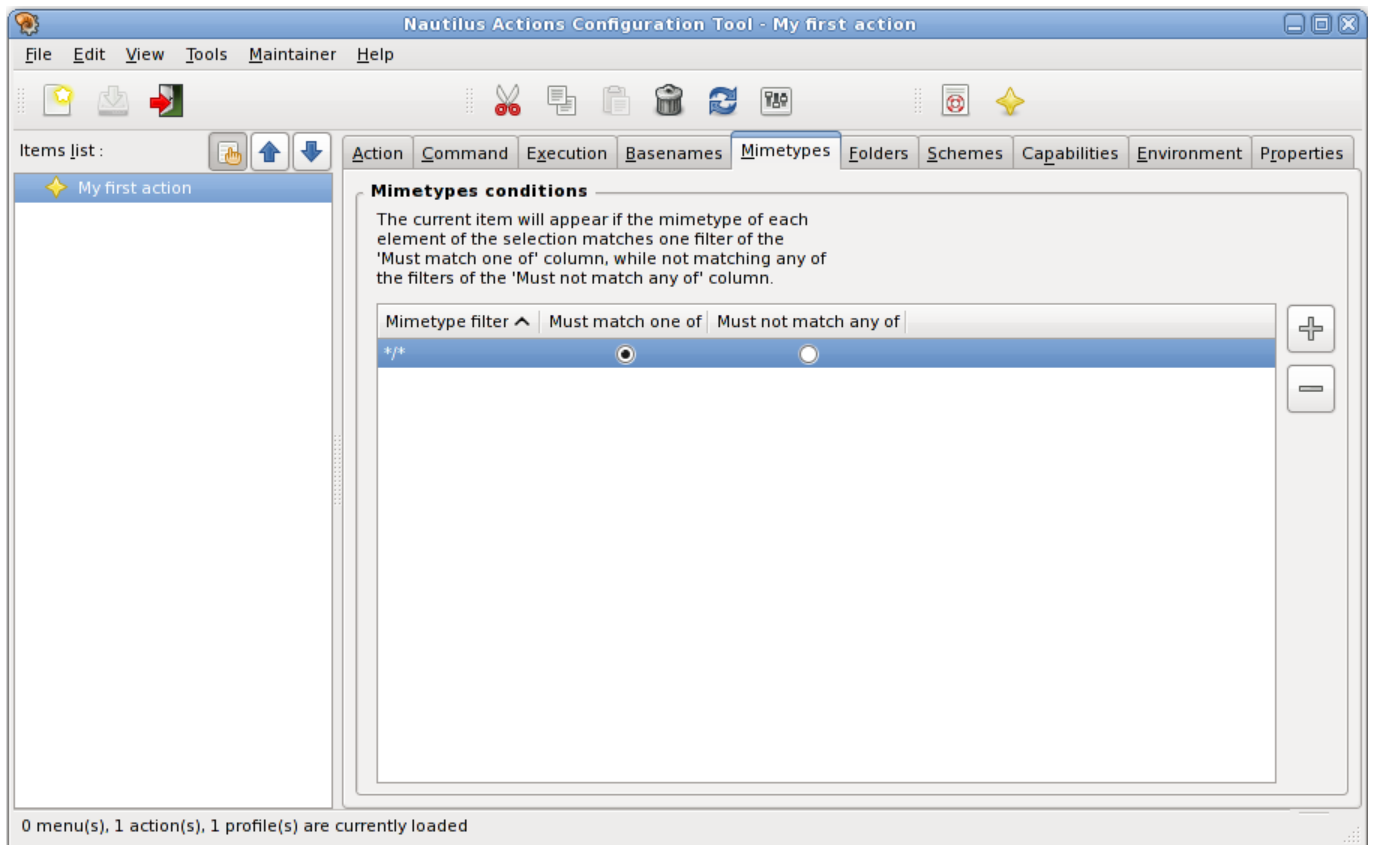 Nautilus Actions Configuration Tool - My first action
File Edit View Tools Maintainer Help
Items list :
Action Command Execution Basenames Mimetypes Folders Schemes Capabilities Environment Properties
My first action
Mimetypes conditions
The current item will appear if the mimetype of each
element of the selection matches one filter of the
'Must match one of' column, while not matching any of
the filters of the 'Must not match any of' column.
Mimetype filter Must match one of Must not match any of
*/*
0 menu(s), 1 action(s), 1 profile(s) are currently loaded